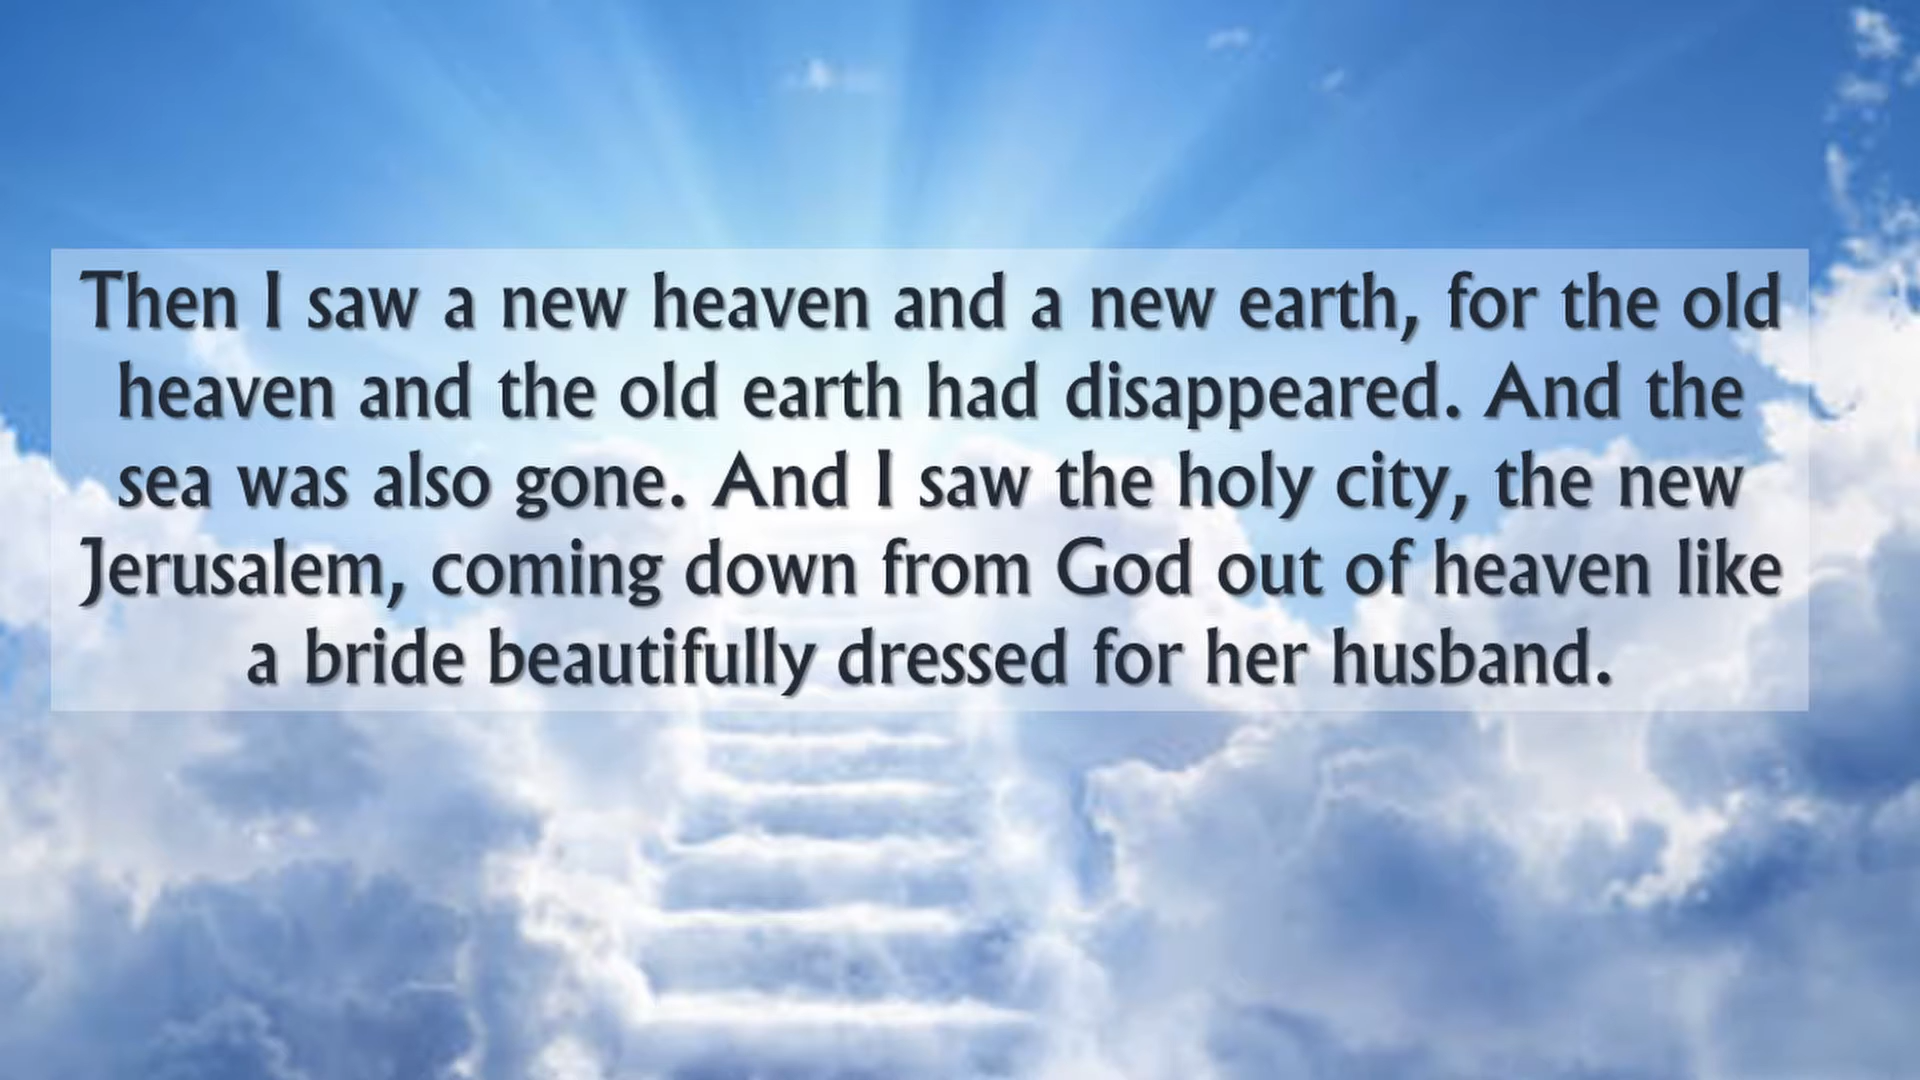 Then I saw a new heaven and a new earth, for the old
heaven and the old earth had disappeared. And the
sea was also gone. And I saw the holy city, the new
Jerusalem, coming down from God out of heaven like
a bride beautifully dressed for her husband.